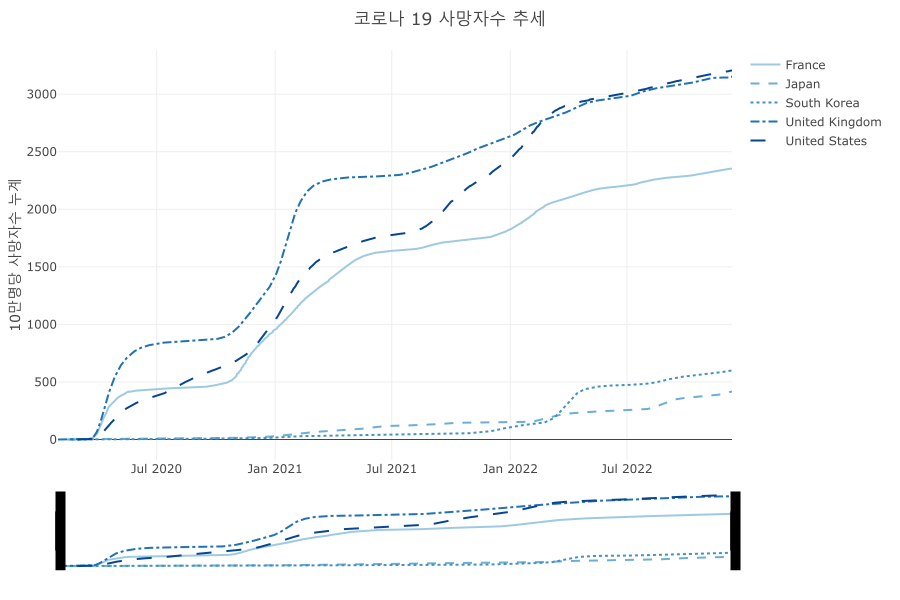 코로나 19 사망자수 추세
10만명당 사망자수 누계
3000
2500
2000
1500
1000
500
0
Jul 2020
Jan 2021
Jul 2021
Jan 2022
Jul 2022
France
Japan
South Korea
United Kingdom
United States